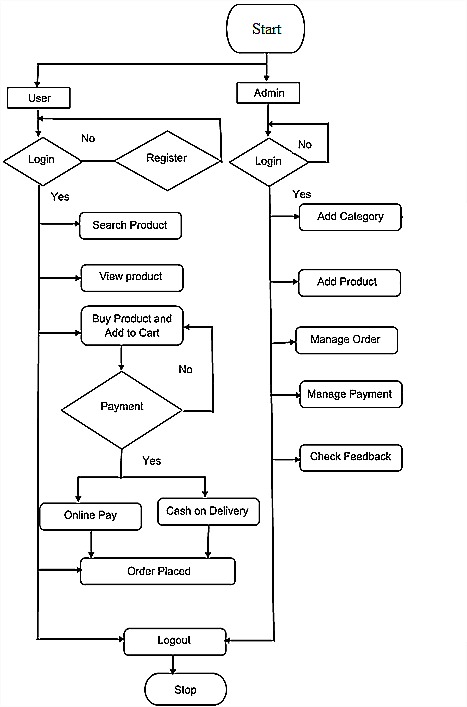 Start
User
Admin
No
No
Login
Register
Login
Yes
Yes
Search Product
Add Category
View product
Add Product
Buy Product and
Add to Cart
Manage Order
No
Payment
Manage Payment
Yes
Check Feedback
Online Pay
Cash on Delivery
Order Placed
Logout
Stop